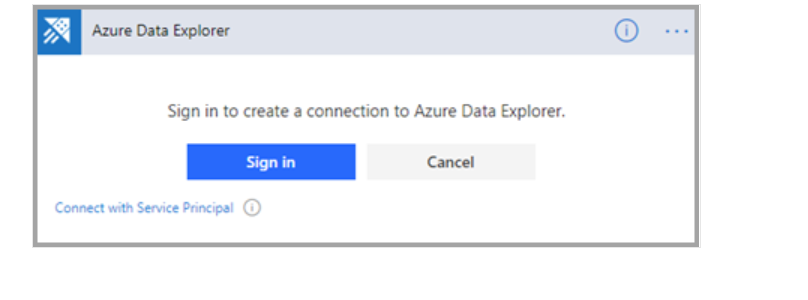 Azure Data Explorer
Sign in to create a connection to Azure Data Explorer.
Sign in
Cancel
Connect with Service Principal